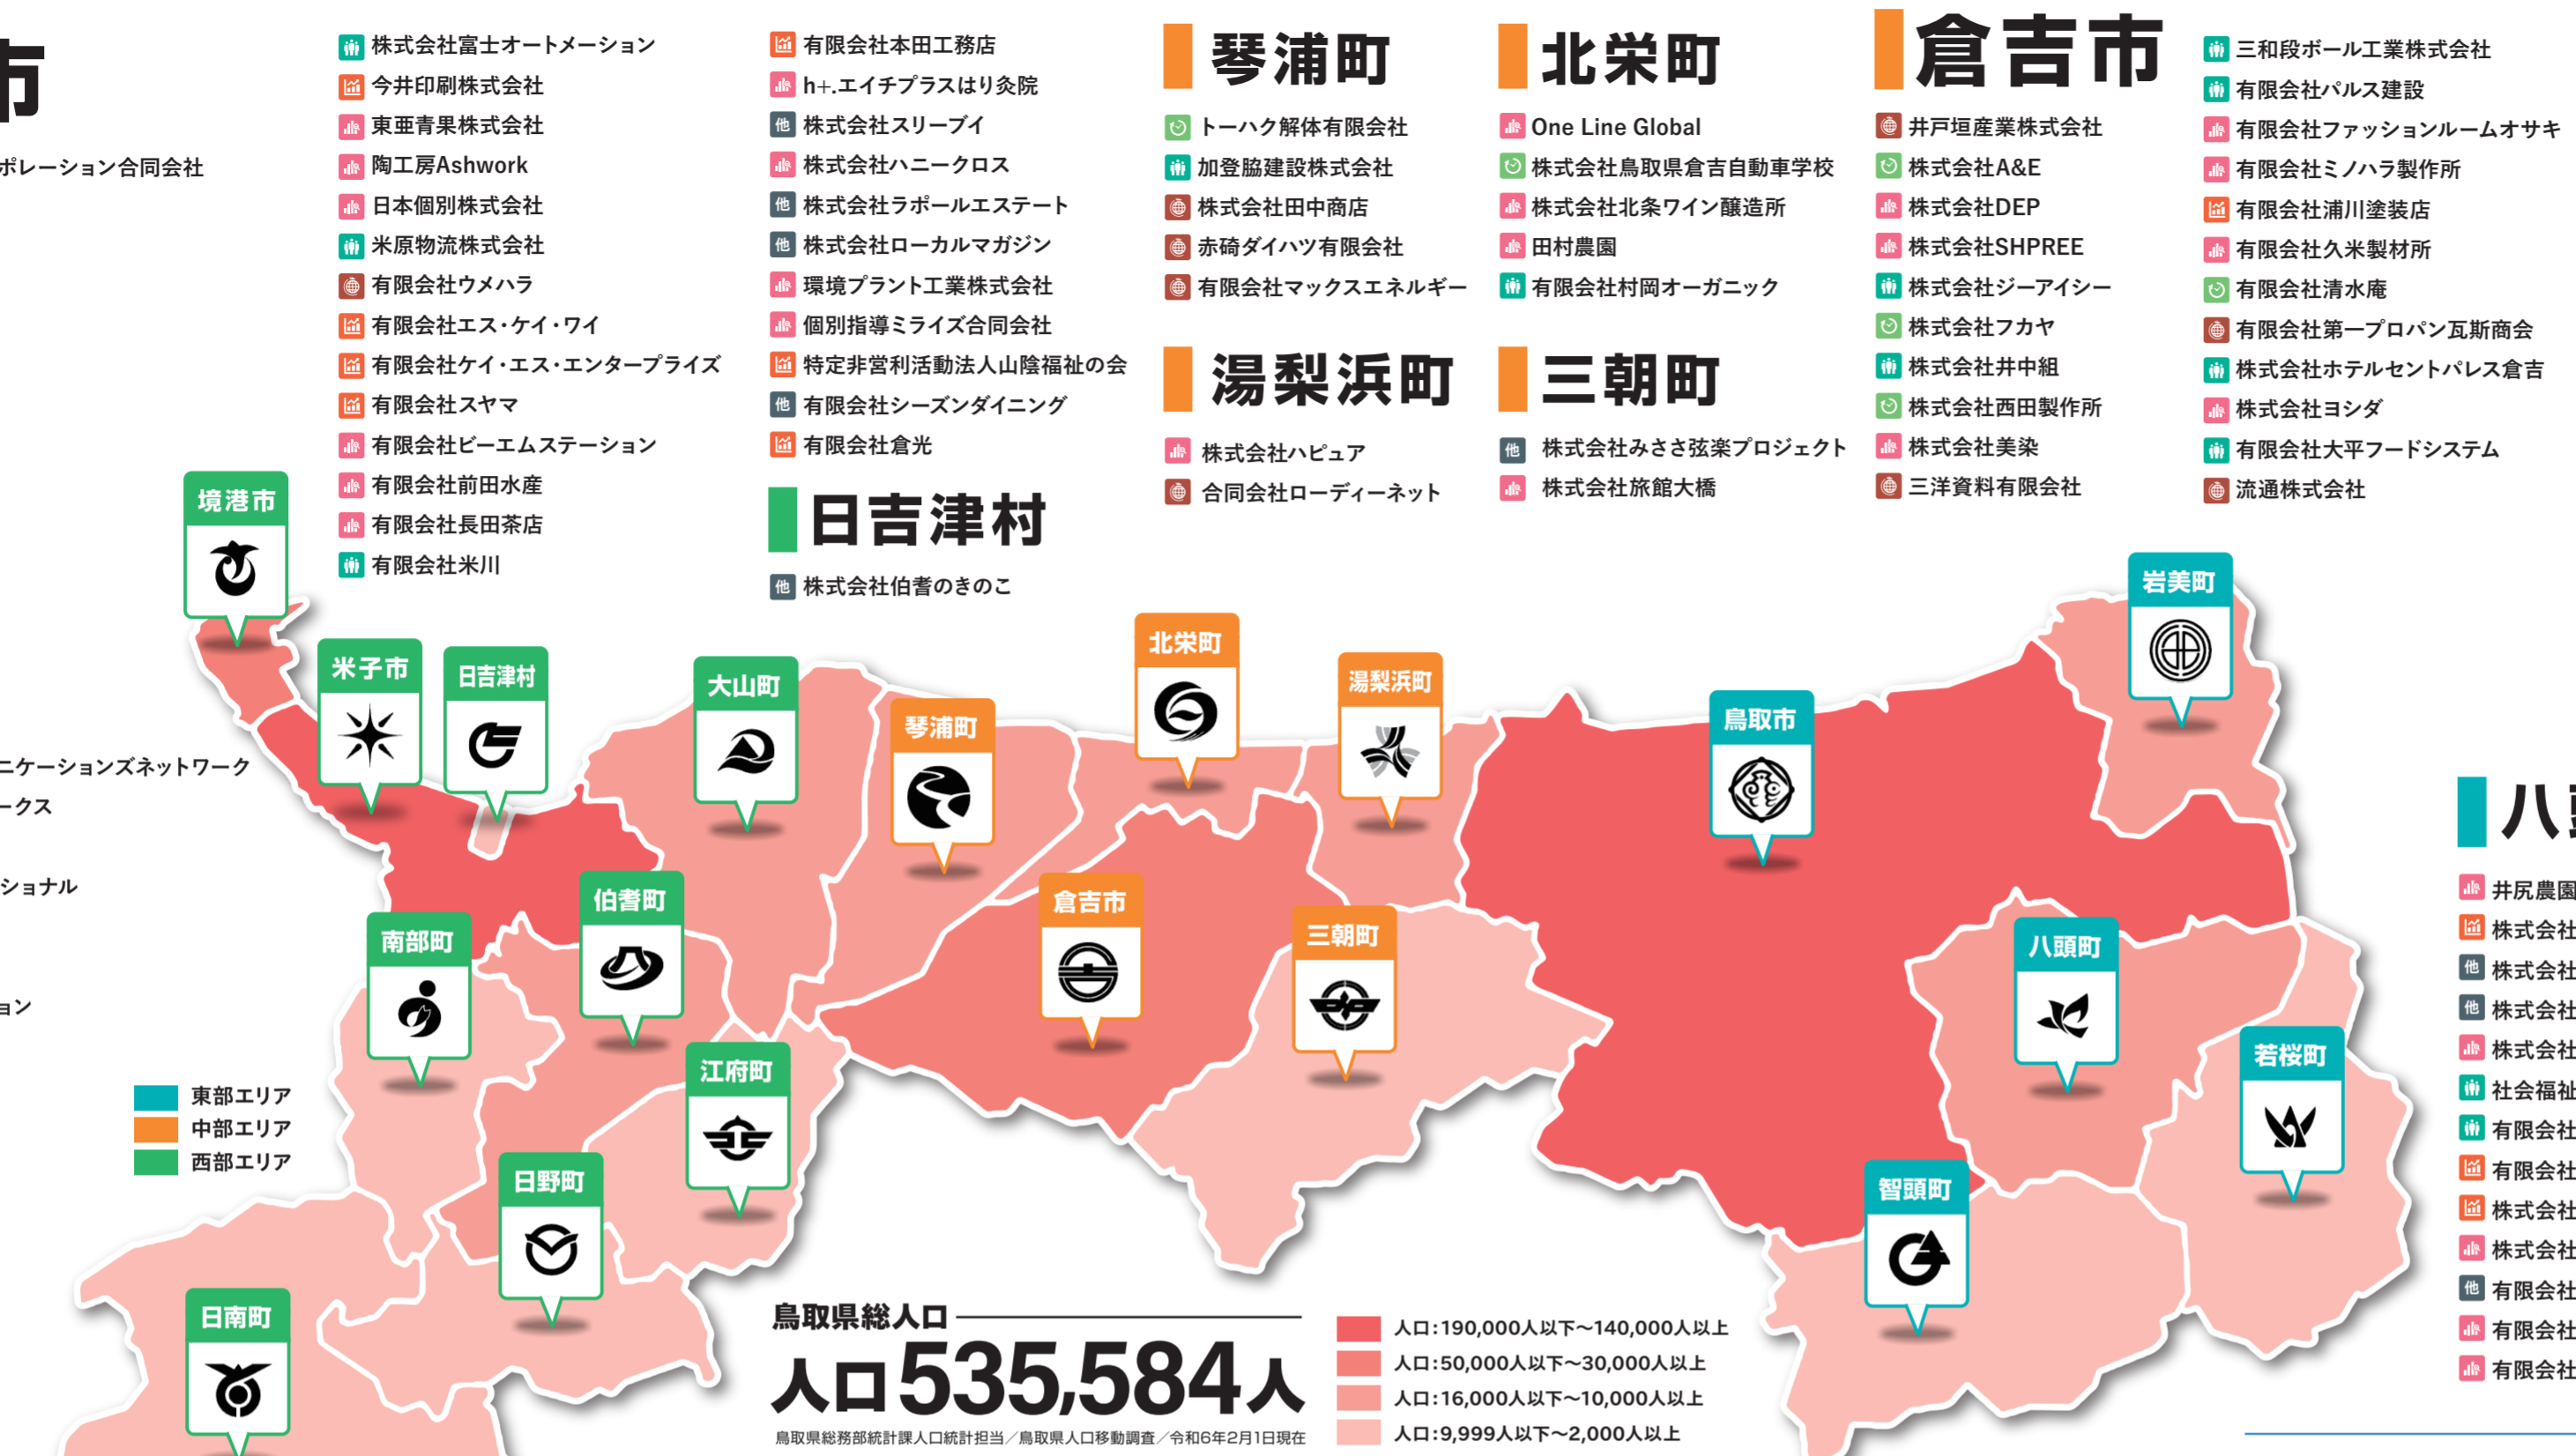 市
ポレーション合同会社
ニケーションズネットワーク
ークス
ショナル
ョン
株式会社富士オートメーション
今井印刷株式会社
東亜青果株式会社
陶工房Ashwork
日本個別株式会社
米原物流株式会社
有限会社ウメハラ
有限会社エス・ケイ・ワイ
有限会社ケイ・エス・エンタープライズ
有限会社スヤマ
有限会社ビーエムステーション
有限会社前田水産
有限会社長田茶店
有限会社米川
有限会社本田工務店
h+.エイチプラスはり灸院
他 株式会社スリーブイ
株式会社ハニークロス
他 株式会社ラポールエステート
他 株式会社ローカルマガジン
環境プラント工業株式会社
個別指導ミライズ合同会社
特定非営利活動法人山陰福祉の会
他 有限会社シーズンダイニング
有限会社倉光
日吉津村
他 株式会社伯耆のきのこ
琴浦町
トーハク解体有限会社
加登脇建設株式会社
株式会社田中商店
赤碕ダイハツ有限会社
有限会社マックスエネルギー
湯梨浜町
株式会社ハピュア
合同会社ローディーネット
北栄町
One Line Global
株式会社鳥取県倉吉自動車学校
株式会社北条ワイン醸造所
田村農園
有限会社村岡オーガニック
三朝町
他 株式会社みささ弦楽プロジェクト
株式会社旅館大橋
倉吉市
井戸垣産業株式会社
株式会社A&E
株式会社DEP
株式会社SHPREE
株式会社ジーアイシー
株式会社フカヤ
株式会社井中組
株式会社西田製作所
株式会社美染
三洋資料有限会社
三和段ボール工業株式会社
有限会社パルス建設
有限会社ファッションルームオサキ
有限会社ミノハラ製作所
有限会社浦川塗装店
有限会社久米製材所
有限会社清水庵
有限会社第一プロパン瓦斯商会
株式会社ホテルセントパレス倉吉
株式会社ヨシダ
有限会社大平フードシステム
流通株式会社
境港市
米子市
日吉津村
大山町
琴浦町
北栄町
湯梨浜町
鳥取市
岩美町
南部町
伯耆町
倉吉市
三朝町
八頭町
江府町
若桜町
日野町
智頭町
日南町
東部エリア
中部エリア
西部エリア
鳥取県総人口
人口535,584人
鳥取県総務部統計課人口統計担当／鳥取県人口移動調査／令和6年2月1日現在
人口：190,000人以下〜140,000人以上
人口：50,000人以下〜30,000人以上
人口：16,000人以下〜10,000人以上
人口：9,999人以下〜2,000人以上
八
井尻農園
株式会社
他 株式会社
他 株式会社
株式会社
社会福祉
有限会社
有限会社
株式会社
株式会社
他 有限会社
有限会社
有限会社